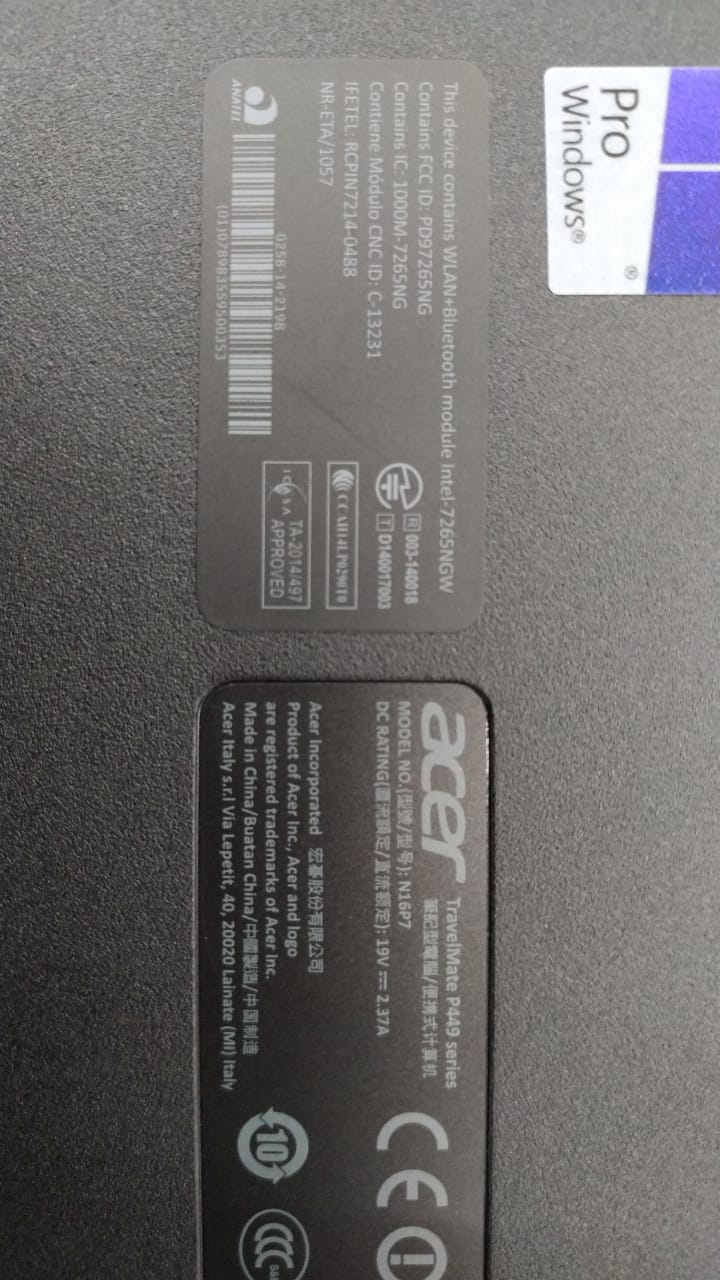 Pro
Windows®
®
This device contains WLAN+Bluetooth module Intel-7265NGW
Contains FCC ID: PD97265NG
Contains IC: 1000M-7265NG
Contiene Módulo CNC ID: C-13231
IFETEL: RCPIN7214-0488
NR-ETA/1057
ANATEL
0258-14-2198
(01)078983559500353
R 003-140018
T D140017003
CCAH14LP0290T0
ICASA TA-2014/497
APPROVED
acer TravelMate P449 series
筆記型電腦/便携式计算机
MODEL NO.(型號/型号): N16P7
DC RATING(直流額定/直流额定): 19V ⎓ 2.37A
Acer Incorporated 宏碁股份有限公司
Product of Acer Inc., Acer and logo
are registered trademarks of Acer Inc.
Made in China/Buatan China/中國製造/中国制造
Acer Italy s.r.l Via Lepetit, 40, 20020 Lainate (MI) Italy
CE
10